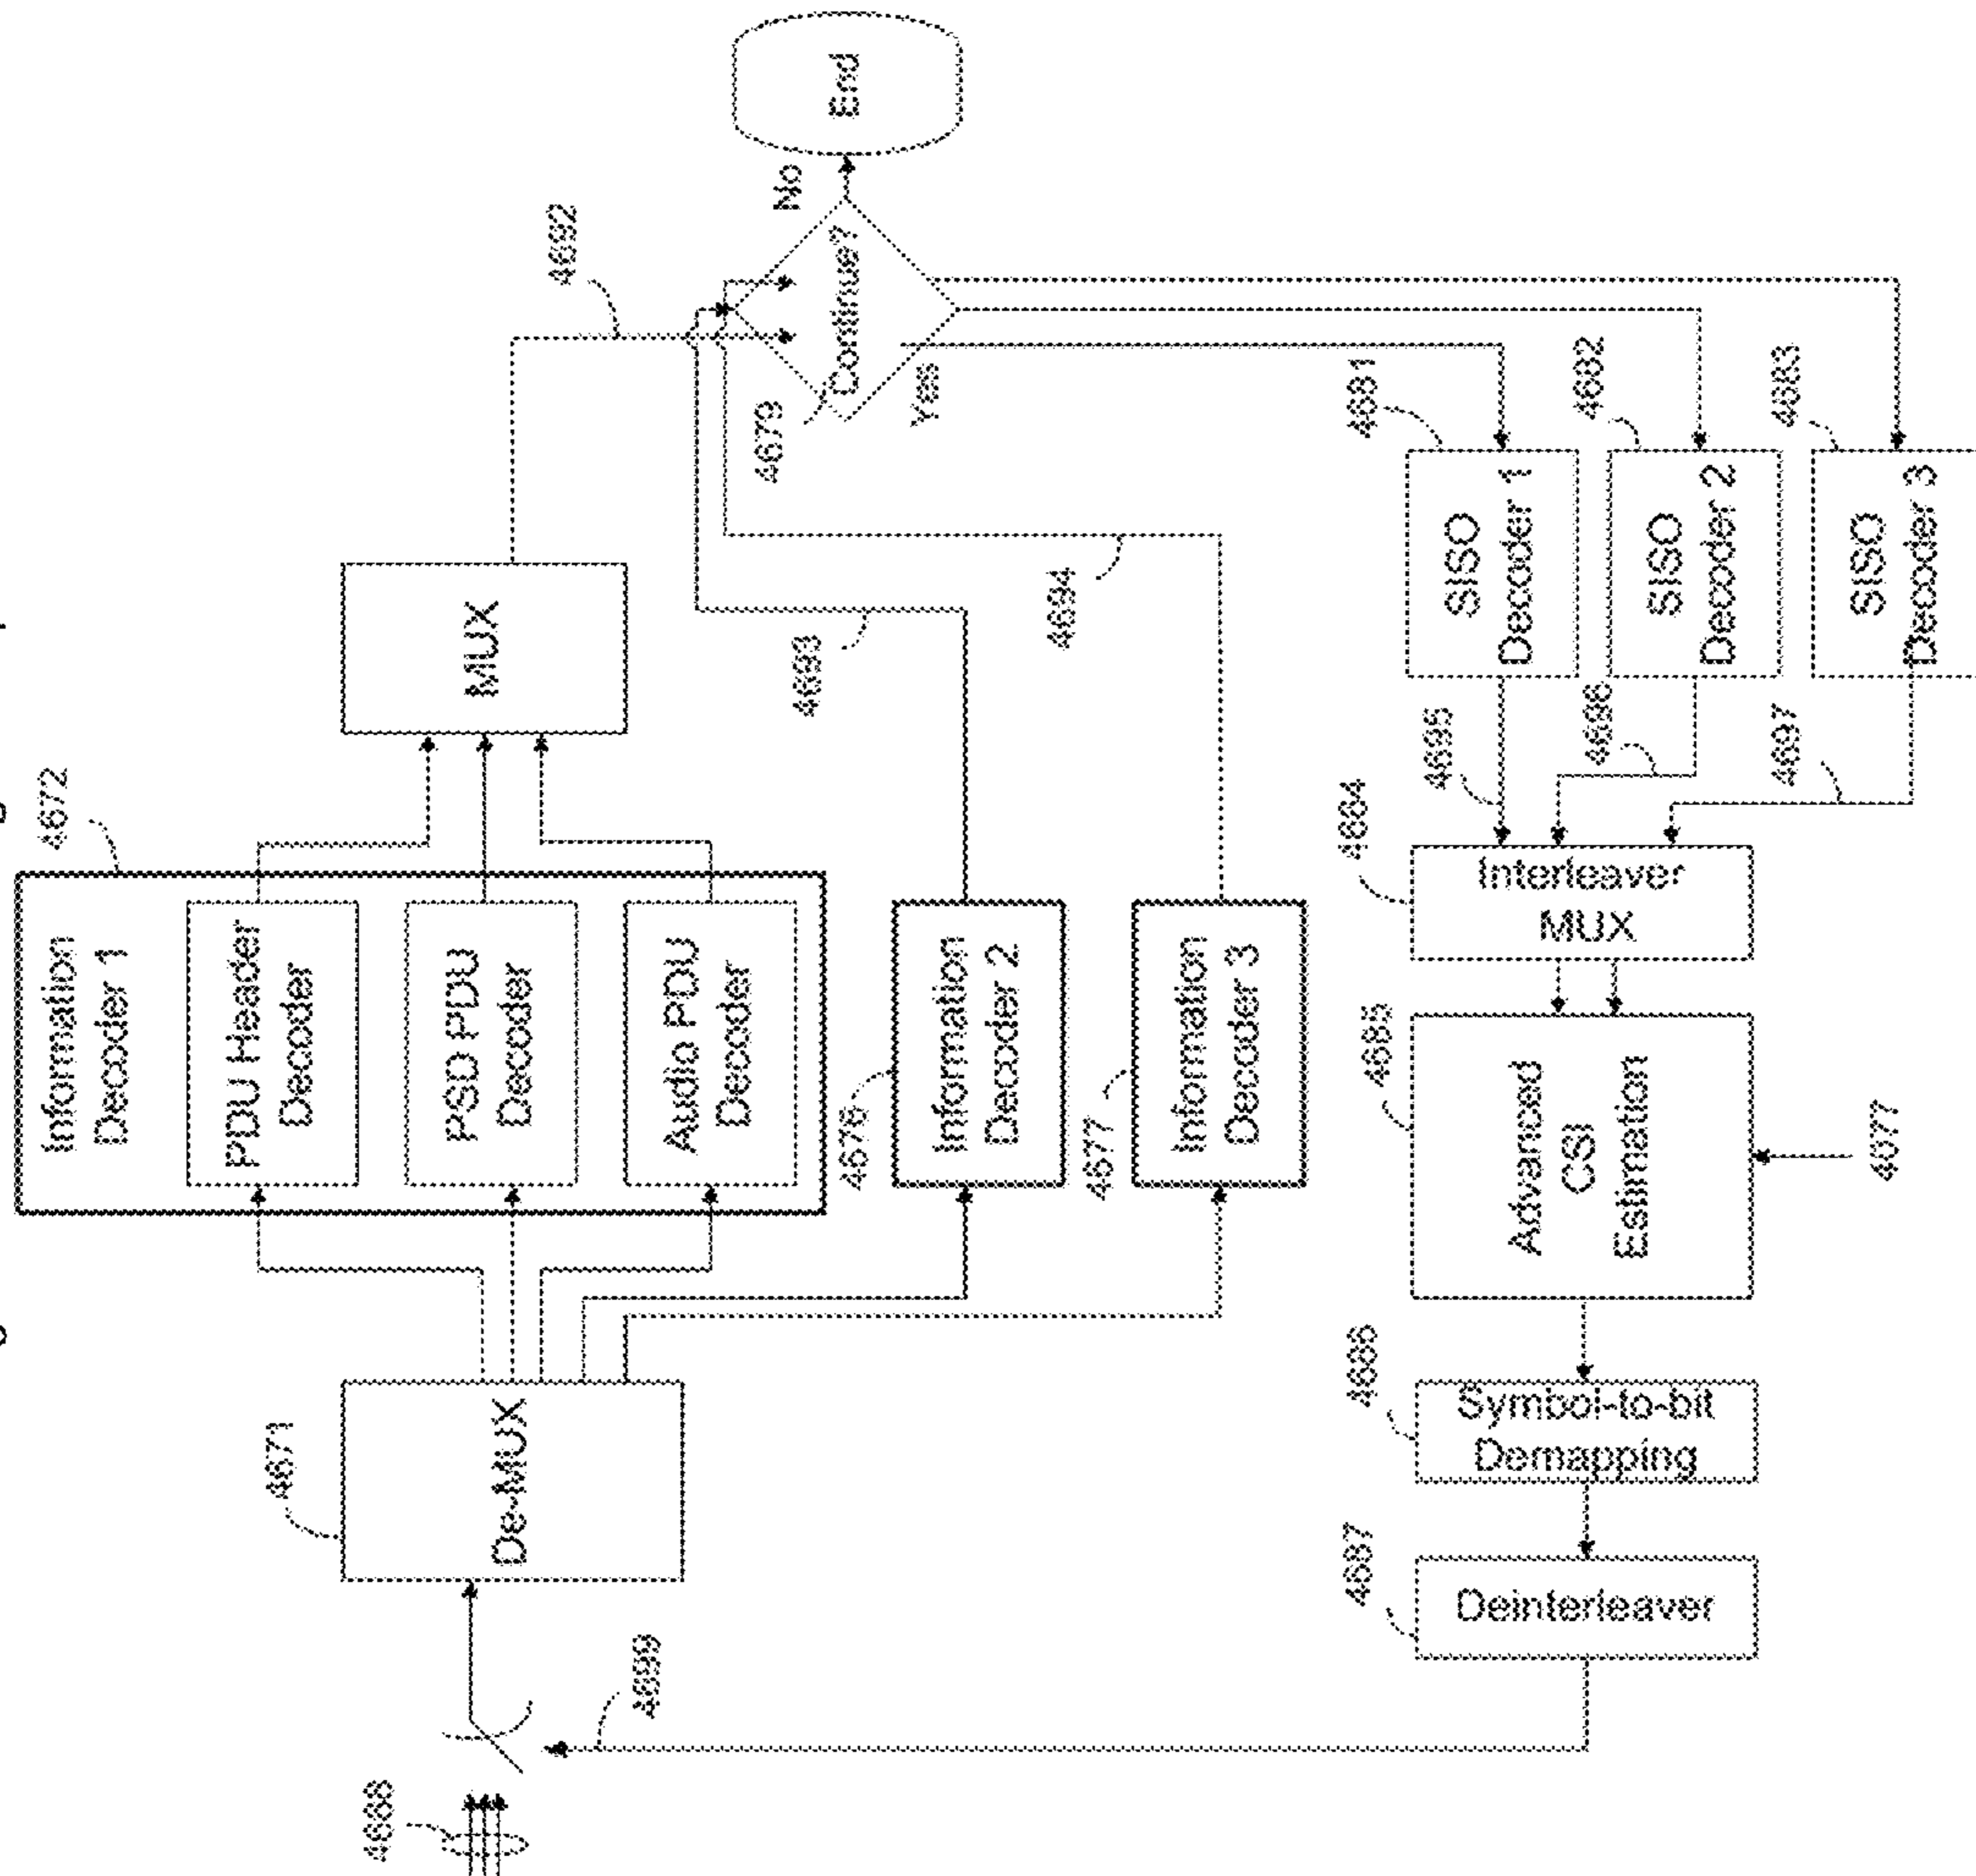 4688
4699
4671
De-MUX
4672
Information
Decoder 1
PDU Header
Decoder
PSD PDU
Decoder
Audio PDU
Decoder
4676
Information
Decoder 2
4677
Information
Decoder 3
MUX
4692
4693
4694
4679
Continue?
No
End
Yes
4681
SISO
Decoder 1
4682
SISO
Decoder 2
4683
SISO
Decoder 3
4695
4696
4697
4684
Interleaver
MUX
4685
Advanced
CSI
Estimation
4077
4686
Symbol-to-bit
Demapping
4687
Deinterleaver